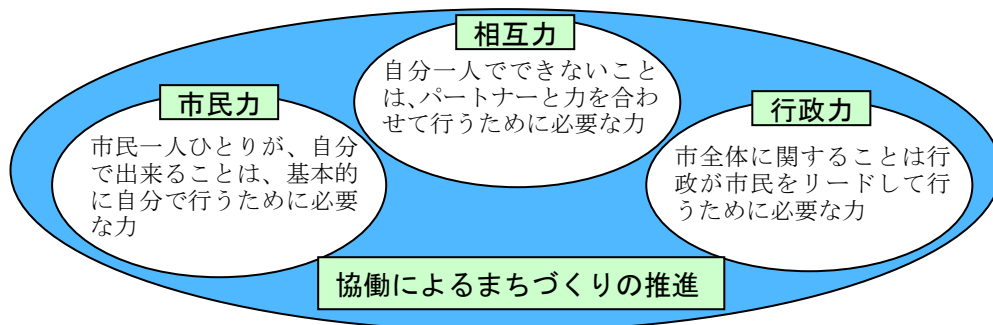 相互力
自分一人でできないこと
は、パートナーと力を合わ
せて行うために必要な力
市民力
市民一人ひとりが、自分
で出来ることは、基本的
に自分で行うために必要
な力
行政力
市全体に関することは行
政が市民をリードして行
うために必要な力
協働によるまちづくりの推進